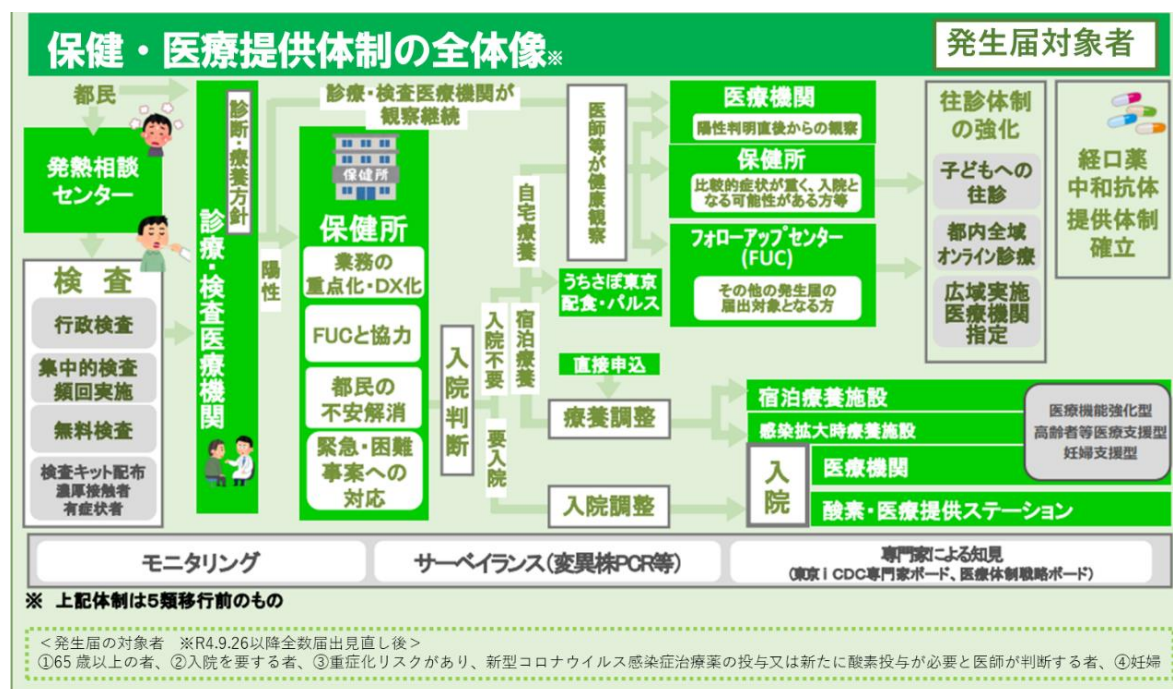 保健・医療提供体制の全体像※
発生届対象者
都民
発熱相談
センター
検 査
行政検査
集中的検査
頻回実施
無料検査
検査キット配布
濃厚接触者
有症状者
診断・療養方針
診療・検査医療機関
陽性
診療・検査医療機関が
観察継続
保健所
保健所
業務の
重点化・DX化
FUCと協力
都民の
不安解消
緊急・困難
事案への
対応
入院判断
入院不要
要入院
自宅療養
宿泊療養
医師等が健康観察
うちさぽ東京
配食・パルス
直接申込
療養調整
入院調整
医療機関
陽性判明直後からの観察
保健所
比較的症状が重く、入院と
なる可能性がある方等
フォローアップセンター
(FUC)
その他の発生届の
届出対象となる方
往診体制
の強化
子どもへの
往診
都内全域
オンライン診療
広域実施
医療機関
指定
経口薬
中和抗体
提供体制
確立
宿泊療養施設
感染拡大時療養施設
医療機能強化型
高齢者等医療支援型
妊婦支援型
入院
医療機関
酸素・医療提供ステーション
モニタリング
サーベイランス(変異株PCR等)
専門家による知見
(東京iCDC専門家ボード、医療体制戦略ボード)
※ 上記体制は5類移行前のもの
＜発生届の対象者 ※R4.9.26以降全数届出見直し後＞
①65 歳以上の者、②入院を要する者、③重症化リスクがあり、新型コロナウイルス感染症治療薬の投与又は新たに酸素投与が必要と医師が判断する者、④妊婦